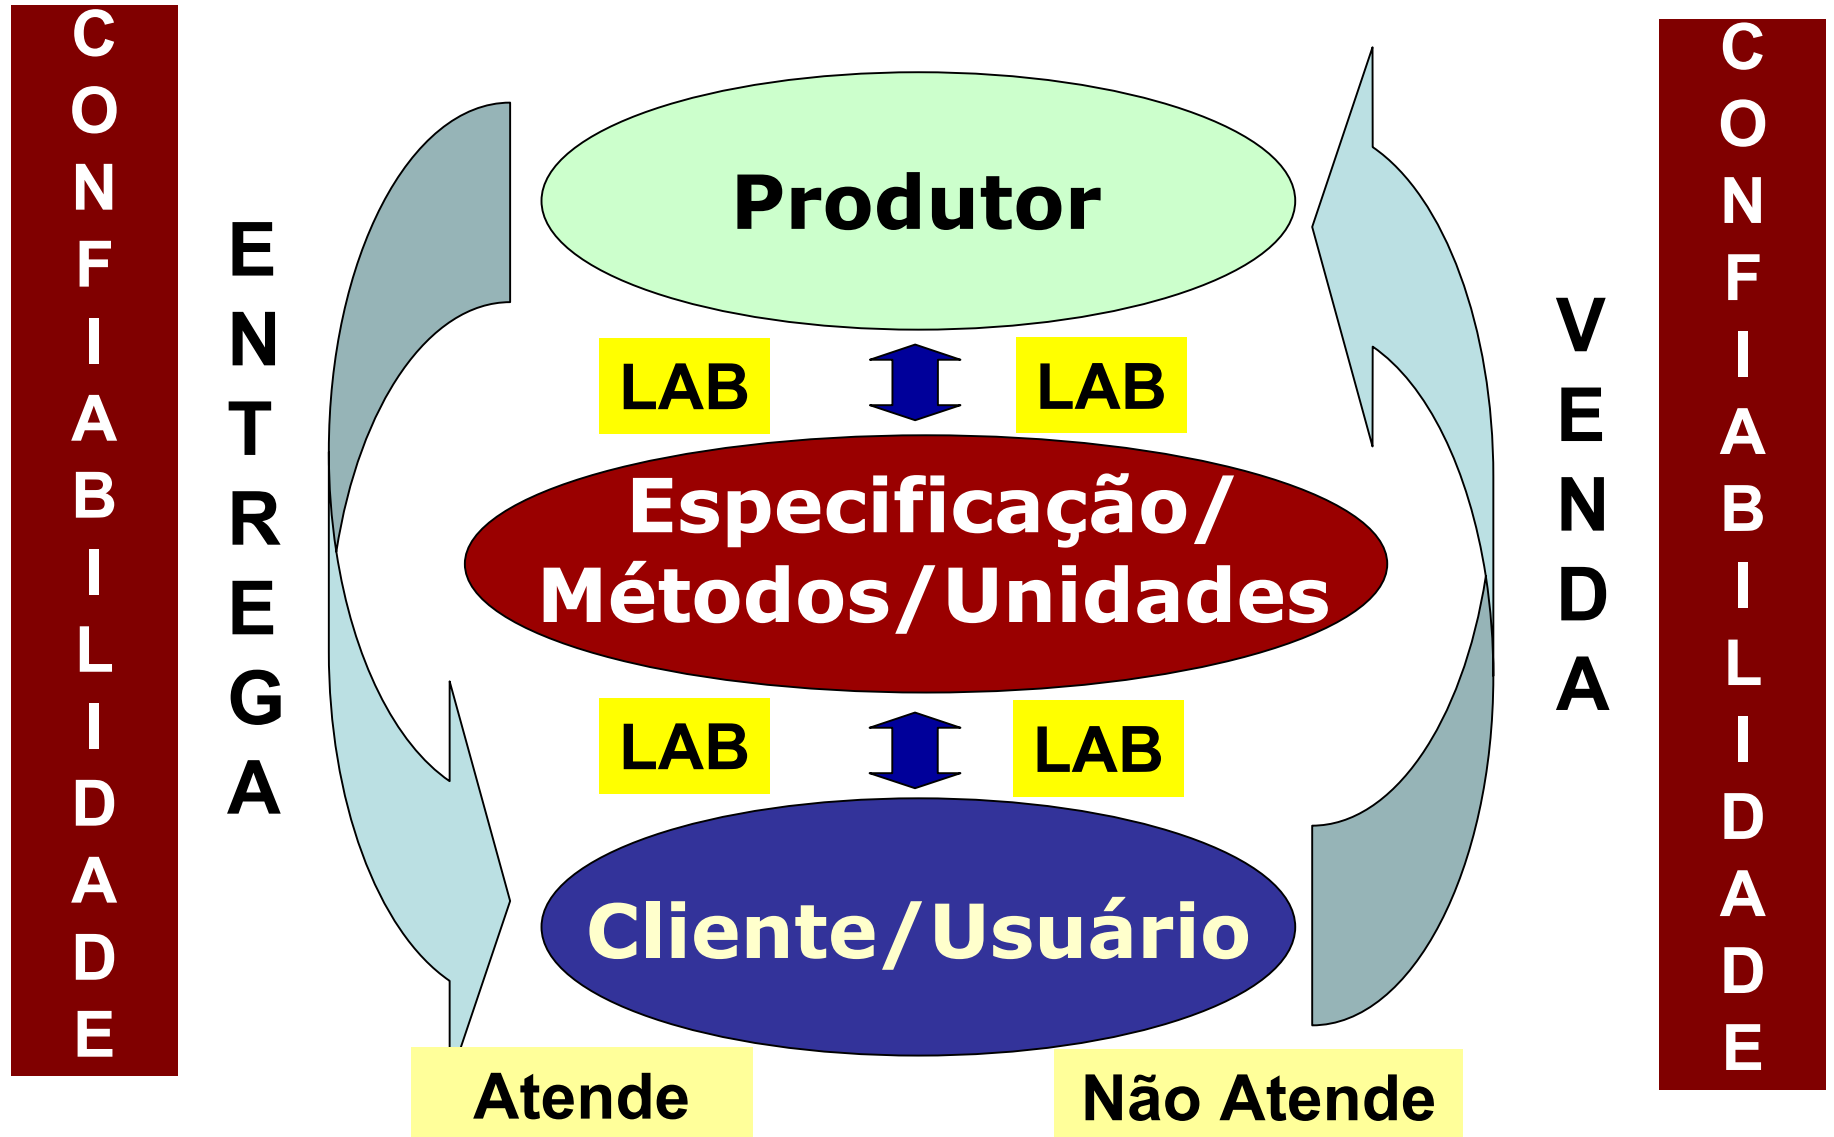 CONFIABILIDADE
ENTREGA
Produtor
LAB
LAB
Especificação/
Métodos/Unidades
LAB
LAB
Cliente/Usuário
Atende
Não Atende
VENDA
CONFIABILIDADE